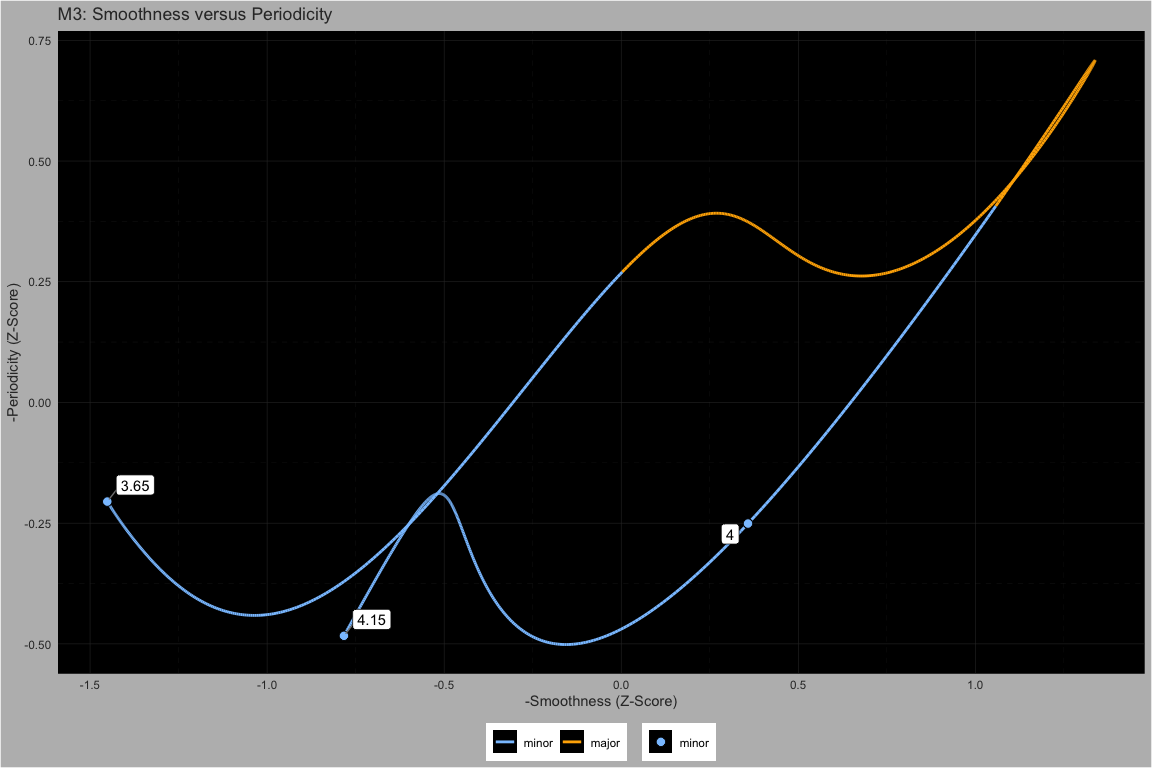 M3: Smoothness versus Periodicity
-Periodicity (Z-Score)
0.75
0.50
0.25
0.00
-0.25
-0.50
3.65
4.15
4
-1.5 -1.0 -0.5 0.0 0.5 1.0
-Smoothness (Z-Score)
minor major minor